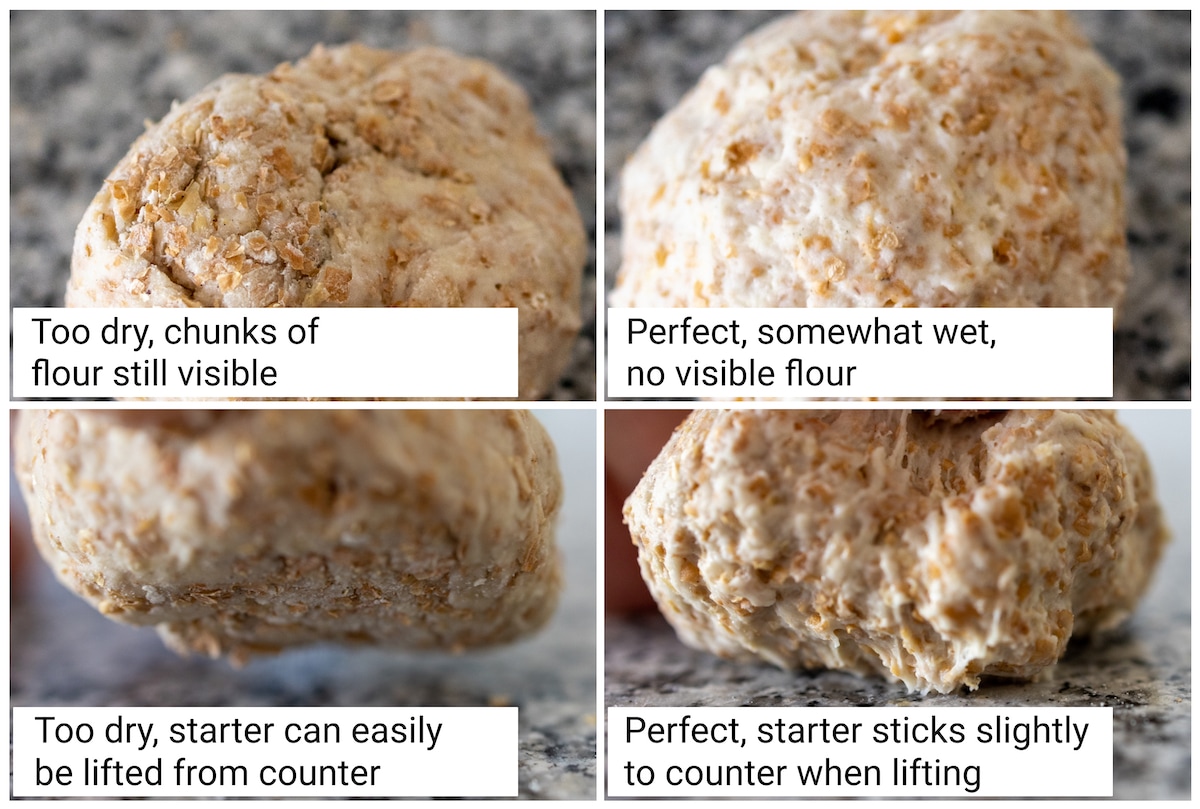 Too dry, chunks of
flour still visible
Perfect, somewhat wet,
no visible flour
Too dry, starter can easily
be lifted from counter
Perfect, starter sticks slightly
to counter when lifting